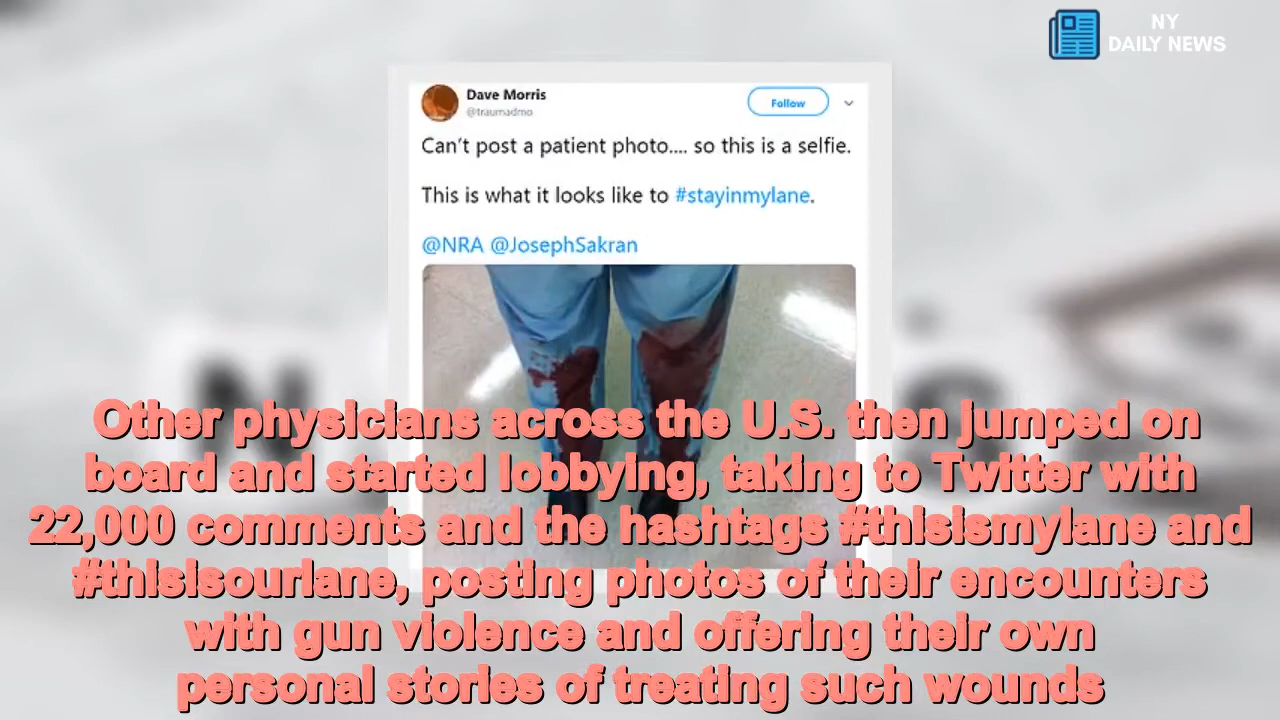 NY
DAILY NEWS
Dave Morris
@traumadmo
Follow
Can't post a patient photo.... so this is a selfie.
This is what it looks like to #stayinmylane.
@NRA @JosephSakran
Other physicians across the U.S. then jumped on
board and started lobbying, taking to Twitter with
22,000 comments and the hashtags #thisismylane and
#thisisourlane, posting photos of their encounters
with gun violence and offering their own
personal stories of treating such wounds